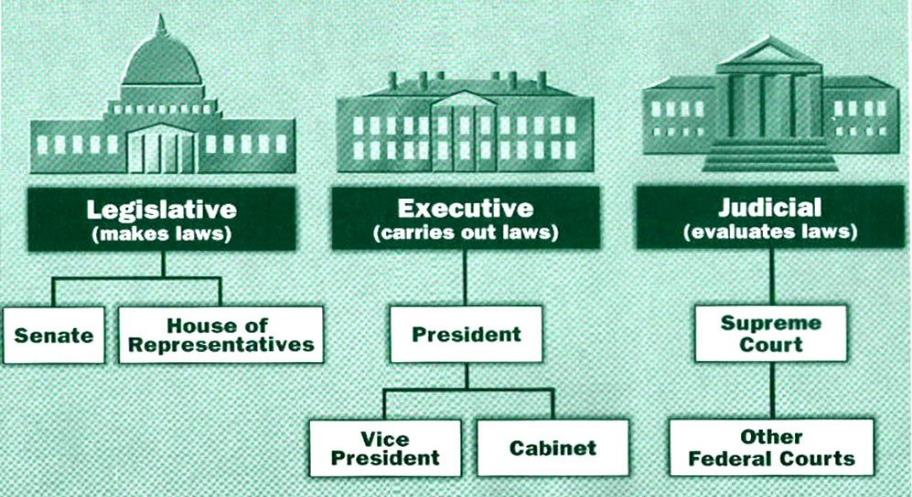 Legislative
(makes laws)
Executive
(carries out laws)
Judicial
(evaluates laws)
Senate
House of
Representatives
President
Supreme
Court
Vice
President
Cabinet
Other
Federal Courts